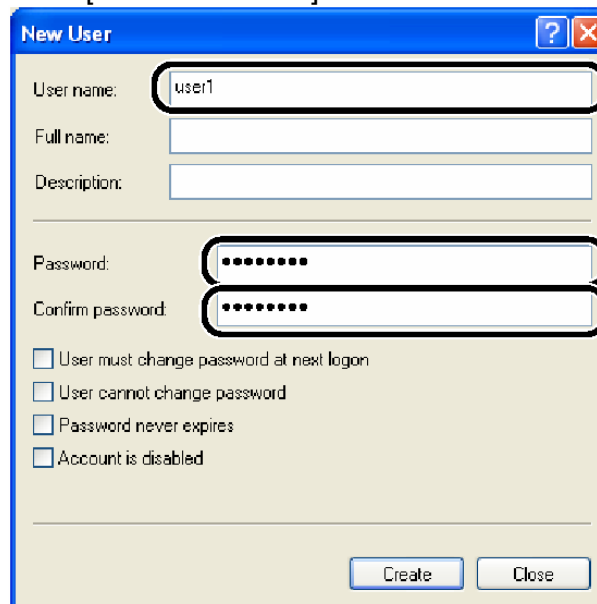 New User
User name: user1
Full name:
Description:
Password: ••••••••
Confirm password: ••••••••
User must change password at next logon
User cannot change password
Password never expires
Account is disabled
Create Close